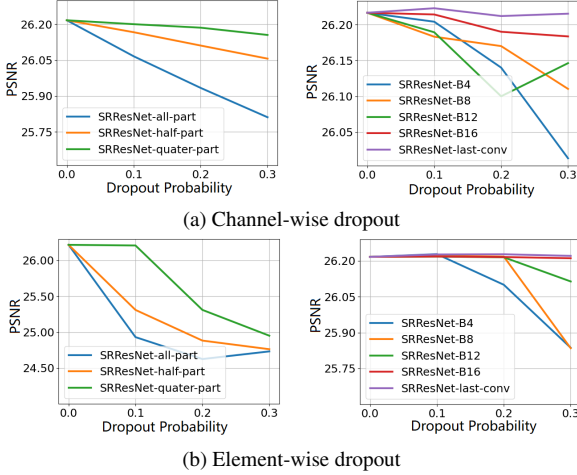 PSNR
26.20
26.05
25.90
25.75
SRResNet-all-part
SRResNet-half-part
SRResNet-quater-part
0.0 0.1 0.2 0.3
Dropout Probability
PSNR
26.20
26.15
26.10
26.05
SRResNet-B4
SRResNet-B8
SRResNet-B12
SRResNet-B16
SRResNet-last-conv
0.0 0.1 0.2 0.3
Dropout Probability
(a) Channel-wise dropout
PSNR
26.00
25.50
25.00
24.50
SRResNet-all-part
SRResNet-half-part
SRResNet-quater-part
0.0 0.1 0.2 0.3
Dropout Probability
PSNR
26.20
26.05
25.90
25.75
SRResNet-B4
SRResNet-B8
SRResNet-B12
SRResNet-B16
SRResNet-last-conv
0.0 0.1 0.2 0.3
Dropout Probability
(b) Element-wise dropout